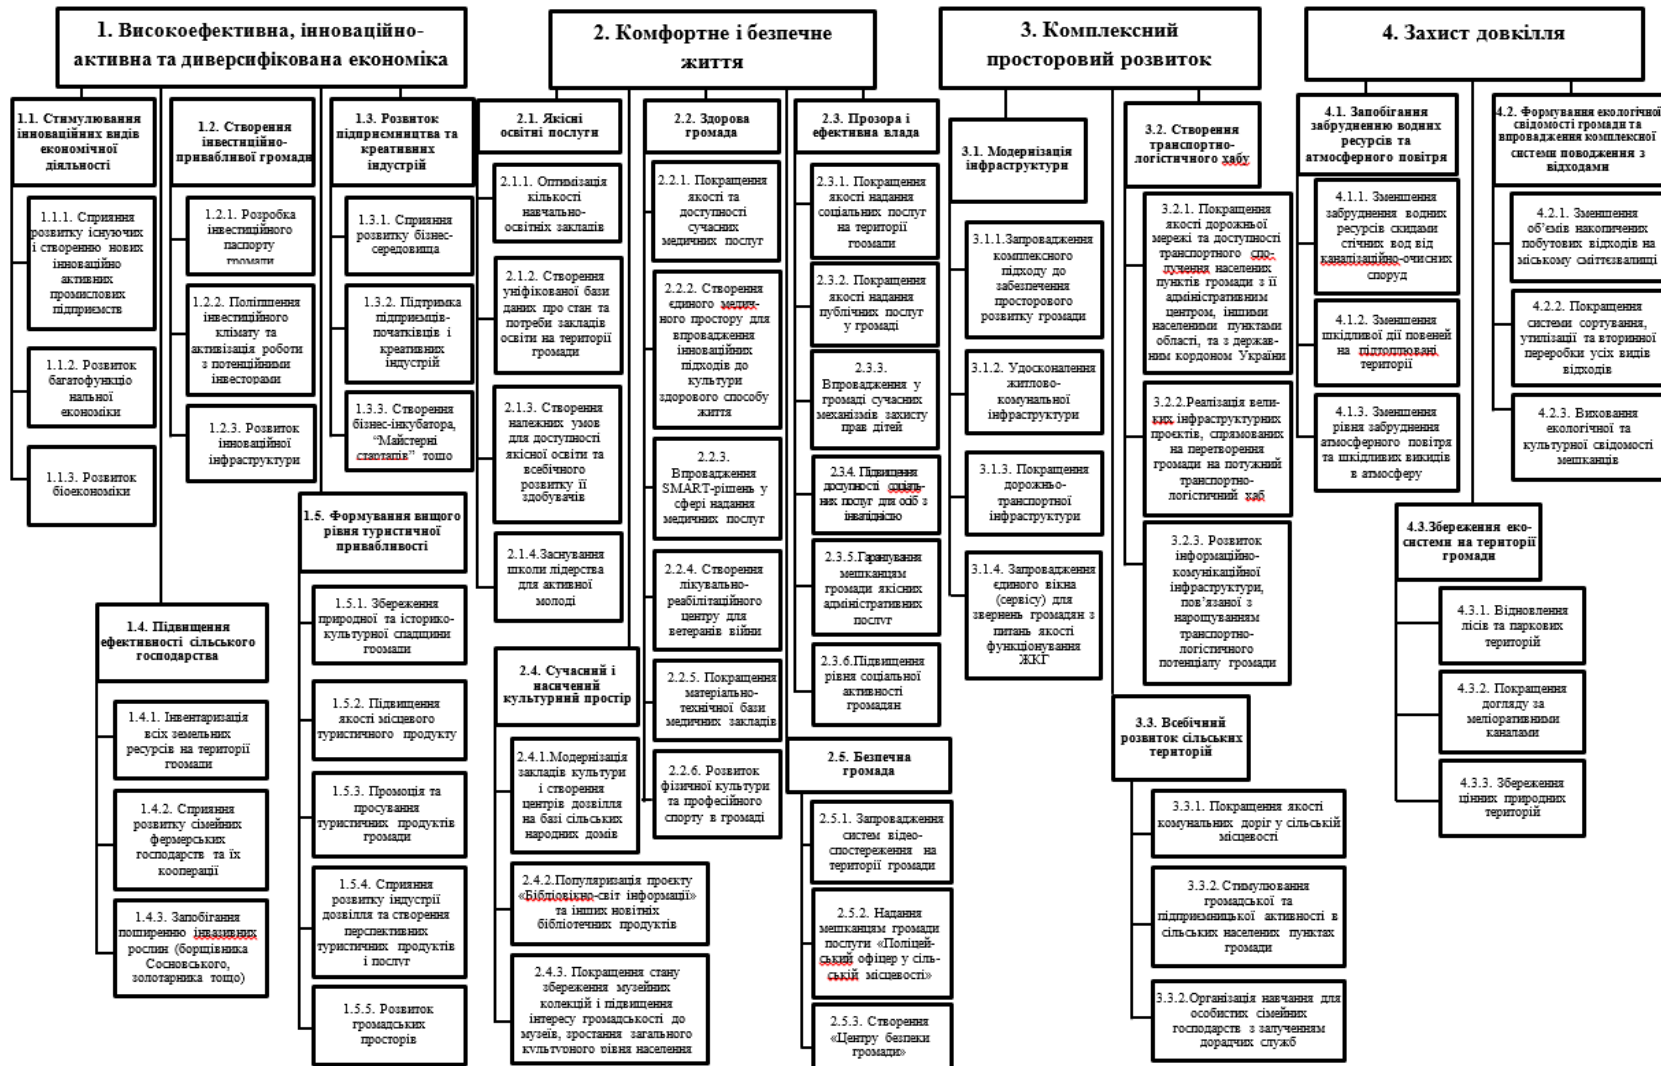 1. Високоефективна, інноваційно-
активна та диверсифікована економіка
1.1. Стимулювання
інноваційних видів
економічної
діяльності
1.1.1. Сприяння
розвитку існуючих
і створенню нових
інноваційно
активних
промислових
підприємств
1.1.2. Розвиток
багатофункціо
нальної
економіки
1.1.3. Розвиток
біоекономіки
1.2. Створення
інвестиційно-
привабливої громади
1.2.1. Розробка
інвестиційного
паспорту
громади
1.2.2. Поліпшення
інвестиційного
клімату та
активізація роботи
з потенційними
інвесторами
1.2.3. Розвиток
інноваційної
інфраструктури
1.3. Розвиток
підприємництва та
креативних
індустрій
1.3.1. Сприяння
розвитку бізнес-
середовища
1.3.2. Підтримка
підприємців-
початківців і
креативних
індустрій
1.3.3. Створення
бізнес-інкубатора,
“Майстерні
стартапів” тощо
1.4. Підвищення
ефективності сільського
господарства
1.4.1. Інвентаризація
всіх земельних
ресурсів на території
громади
1.4.2. Сприяння
розвитку сімейних
фермерських
господарств та їх
кооперації
1.4.3. Запобігання
поширенню інвазивних
рослин (борщівника
Сосновського,
золотарника тощо)
1.5. Формування вищого
рівня туристичної
привабливості
1.5.1. Збереження
природної та історико-
культурної спадщини
громади
1.5.2. Підвищення
якості місцевого
туристичного продукту
1.5.3. Промоція та
просування
туристичних продуктів
громади
1.5.4. Сприяння
розвитку індустрії
дозвілля та створення
перспективних
туристичних продуктів
і послуг
1.5.5. Розвиток
громадських
просторів
2. Комфортне і безпечне
життя
2.1. Якісні
освітні послуги
2.1.1. Оптимізація
кількості
навчально-
освітніх закладів
2.1.2. Створення
уніфікованої бази
даних про стан та
потреби закладів
освіти на території
громади
2.1.3. Створення
належних умов
для доступності
якісної освіти та
всебічного
розвитку її
здобувачів
2.1.4.Заснування
школи лідерства
для активної
молоді
2.2. Здорова
громада
2.2.1. Покращення
якості та
доступності
сучасних
медичних послуг
2.2.2. Створення
єдиного медич-
ного простору для
впровадження
інноваційних
підходів до
культури
здорового способу
життя
2.2.3.
Впровадження
SMART-рішень у
сфері надання
медичних послуг
2.2.4. Створення
лікувально-
реабілітаційного
центру для
ветеранів війни
2.2.5. Покращення
матеріально-
технічної бази
медичних закладів
2.2.6. Розвиток
фізичної культури
та професійного
спорту в громаді
2.3. Прозора і
ефективна влада
2.3.1. Покращення
якості надання
соціальних послуг
на території
громади
2.3.2. Покращення
якості надання
публічних послуг
у громаді
2.3.3.
Впровадження у
громаді сучасних
механізмів захисту
прав дітей
2.3.4. Підвищення
доступності соціаль-
них послуг для осіб з
інвалідністю
2.3.5.Гарантування
мешканцям
громади якісних
адміністративних
послуг
2.3.6.Підвищення
рівня соціальної
активності
громадян
2.4. Сучасний і
насичений
культурний простір
2.4.1.Модернізація
закладів культури
і створення
центрів дозвілля
на базі сільських
народних домів
2.4.2.Популяризація проєкту
«Бібліовікно-світ інформації»
та інших новітніх
бібліотечних продуктів
2.4.3. Покращення стану
збереження музейних
колекцій і підвищення
інтересу громадськості до
музеїв, зростання загального
культурного рівня населення
2.5. Безпечна
громада
2.5.1. Запровадження
систем відео-
спостереження на
території громади
2.5.2. Надання
мешканцям громади
послуги «Поліцей-
ський офіцер у сіль-
ській місцевості»
2.5.3. Створення
«Центру безпеки
громади»
3. Комплексний
просторовий розвиток
3.1. Модернізація
інфраструктури
3.1.1.Запровадження
комплексного
підходу до
забезпечення
просторового
розвитку громади
3.1.2. Удосконалення
житлово-
комунальної
інфраструктури
3.1.3. Покращення
дорожньо-
транспортної
інфраструктури
3.1.4. Запровадження
єдиного вікна
(сервісу) для
звернень громадян з
питань якості
функціонування
ЖКГ
3.2. Створення
транспортно-
логістичного хабу
3.2.1. Покращення
якості дорожньої
мережі та доступності
транспортного спо-
лучення населених
пунктів громади з її
адміністративним
центром, іншими
населеними пунктами
області, та з держав-
ним кордоном України
3.2.2.Реалізація вели-
ких інфраструктурних
проєктів, спрямованих
на перетворення
громади на потужний
транспортно-
логістичний хаб
3.2.3. Розвиток
інформаційно-
комунікаційної
інфраструктури,
пов’язаної з
нарощуванням
транспортно-
логістичного
потенціалу громади
3.3. Всебічний
розвиток сільських
територій
3.3.1. Покращення якості
комунальних доріг у сільській
місцевості
3.3.2. Стимулювання
громадської та
підприємницької активності в
сільських населених пунктах
громади
3.3.2.Організація навчання для
особистих сімейних
господарств з залученням
дорадчих служб
4. Захист довкілля
4.1. Запобігання
забрудненню водних
ресурсів та
атмосферного повітря
4.1.1. Зменшення
забруднення водних
ресурсів скидами
стічних вод від
каналізаційно-очисних
споруд
4.1.2. Зменшення
шкідливої дії повеней
на підтоплювані
території
4.1.3. Зменшення
рівня забруднення
атмосферного повітря
та шкідливих викидів
в атмосферу
4.2. Формування екологічної
свідомості громади та
впровадження комплексної
системи поводження з
відходами
4.2.1. Зменшення
об’ємів накопичених
побутових відходів на
міському сміттєзвалищі
4.2.2. Покращення
системи сортування,
утилізації та вторинної
переробки усіх видів
відходів
4.2.3. Виховання
екологічної та
культурної свідомості
мешканців
4.3.Збереження еко-
системи на території
громади
4.3.1. Відновлення
лісів та паркових
територій
4.3.2. Покращення
догляду за
меліоративними
каналами
4.3.3. Збереження
цінних природних
територій